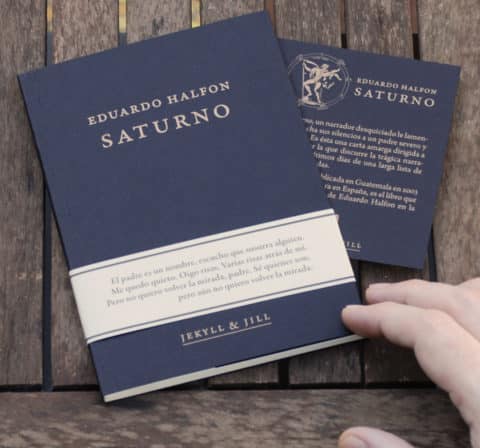 EDUARDO HALFON
SATURNO
El padre es un nombre, escucho que susurra alguien.
Me quedo quieto. Oigo risas. Varias risas atrás de mí.
Pero no quiero volver la mirada, padre. Sé quiénes son,
pero aún no quiero volver la mirada.
JEKYLL & JILL
EDUARDO HALFON
SATURNO
un narrador desquiciado le lamen-
sus silencios a un padre severo y
Es ésta una carta amarga dirigida a
la que discurre la trágica narra-
días de una larga lista de
en Guatemala en 2003
en España, es el libro que
de Eduardo Halfon en la
JILL